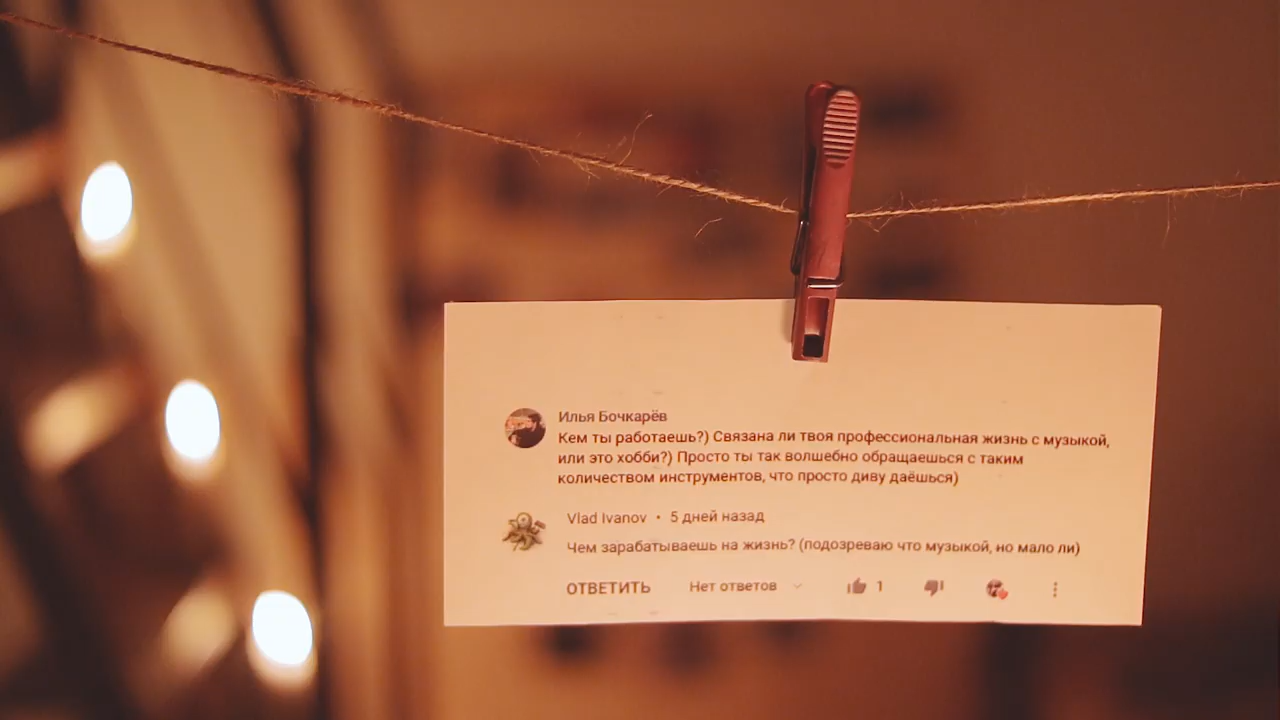 Илья Бочкарёв
Кем ты работаешь?) Связана ли твоя профессиональная жизнь с музыкой,
или это хобби?) Просто ты так волшебно обращаешься с таким
количеством инструментов, что просто диву даёшься)
Vlad Ivanov • 5 дней назад
Чем зарабатываешь на жизнь? (подозреваю что музыкой, но мало ли)
ОТВЕТИТЬ Нет ответов 1